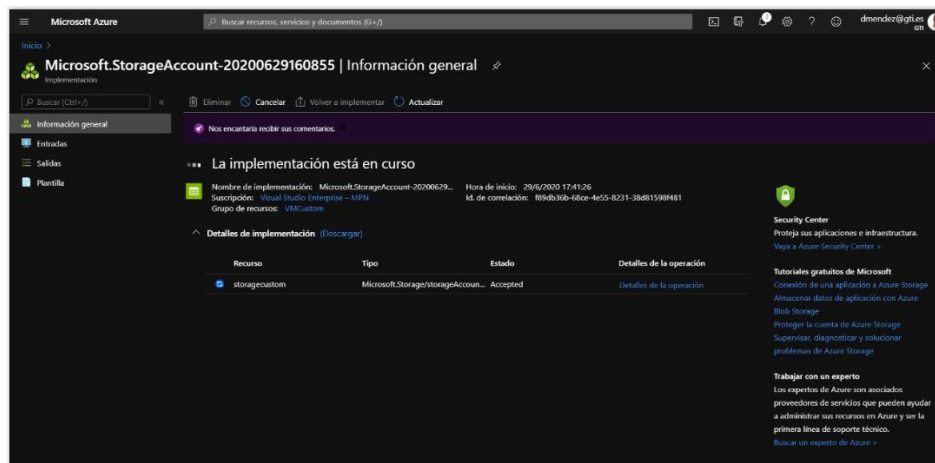 Microsoft Azure
Buscar recursos, servicios y documentos (G+/)
dmendez@gti.es
GTI
Inicio >
Microsoft.StorageAccount-20200629160855 | Información general
Implementación
Buscar (Ctrl+/)
Eliminar Cancelar Volver a implementar Actualizar
Información general
Entradas
Salidas
Plantilla
Nos encantaría recibir sus comentarios.
La implementación está en curso
Nombre de implementación: Microsoft.StorageAccount-20200629... Hora de inicio: 29/6/2020 17:41:26
Suscripción: Visual Studio Enterprise – MPN Id. de correlación: f89db36b-68ce-4e55-8231-38d81598f481
Grupo de recursos: VMCustom
Detalles de implementación (Descargar)
Recurso Tipo Estado Detalles de la operación
storagecustom Microsoft.Storage/storageAccoun... Accepted Detalles de la operación
Security Center
Proteja sus aplicaciones e infraestructura.
Vaya a Azure Security Center >
Tutoriales gratuitos de Microsoft
Conexión de una aplicación a Azure Storage
Almacenar datos de aplicación con Azure
Blob Storage
Proteger la cuenta de Azure Storage
Supervisar, diagnosticar y solucionar
problemas de Azure Storage
Trabajar con un experto
Los expertos de Azure son asociados
proveedores de servicios que pueden ayudar
a administrar sus recursos en Azure y ser la
primera línea de soporte técnico.
Buscar un experto de Azure >